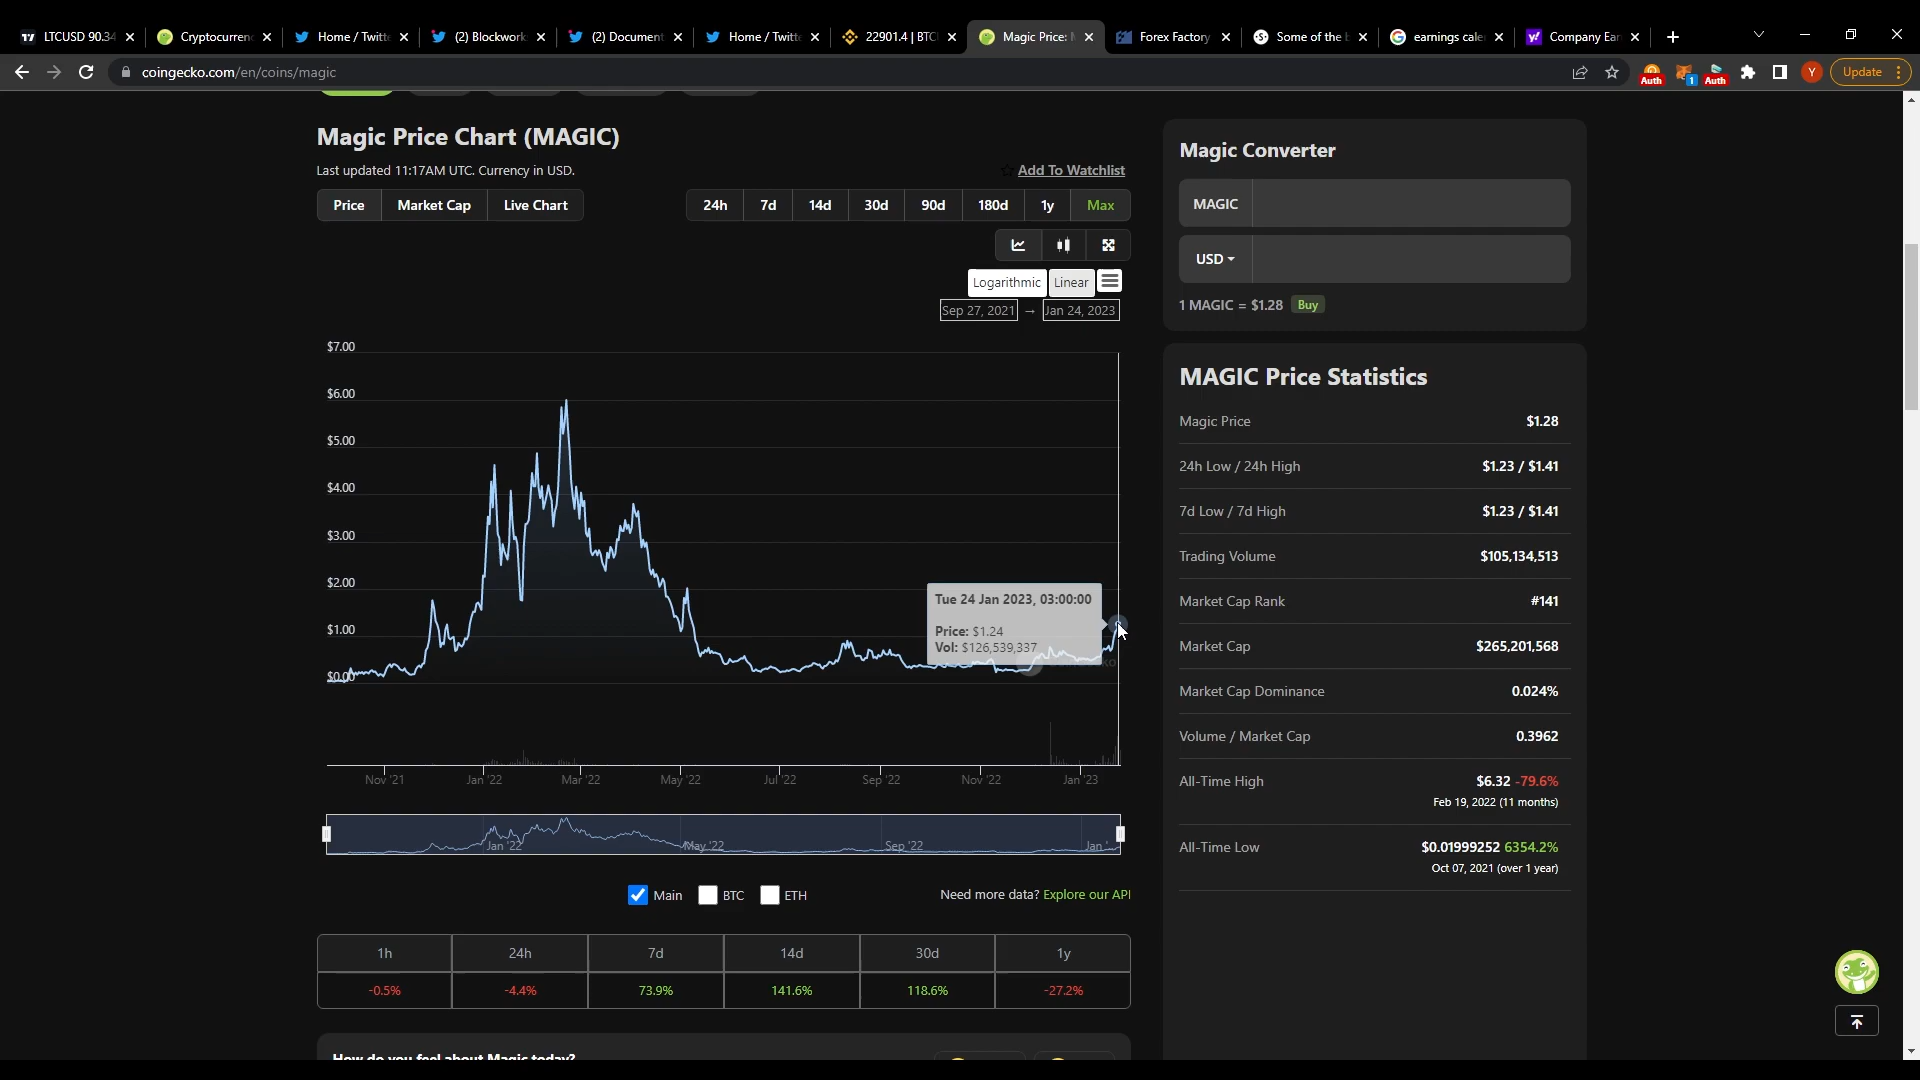 LTCUSD 90.34
Cryptocurren
Home / Twitte
(2) Blockwork
(2) Document
Home / Twitte
22901.4 | BTC
Magic Price: 
Forex Factory
Some of the b
earnings cale
Company Ear
coingecko.com/en/coins/magic
Auth
1
Auth
Y
Update
Magic Price Chart (MAGIC)
Last updated 11:17AM UTC. Currency in USD.
Add To Watchlist
Price Market Cap Live Chart
24h 7d 14d 30d 90d 180d 1y Max
Logarithmic Linear
Sep 27, 2021 → Jan 24, 2023
$7.00
$6.00
$5.00
$4.00
$3.00
$2.00
$1.00
$0.00
Tue 24 Jan 2023, 03:00:00
Price: $1.24
Vol: $126,539,337
Nov '21 Jan '22 Mar '22 May '22 Jul '22 Sep '22 Nov '22 Jan '23
Jan '22 May '22 Sep '22 Jan '
Main BTC ETH
Need more data? Explore our API
1h 24h 7d 14d 30d 1y
-0.5% -4.4% 73.9% 141.6% 118.6% -27.2%
How do you feel about Magic today?
Magic Converter
MAGIC
USD
1 MAGIC = $1.28 Buy
MAGIC Price Statistics
Magic Price $1.28
24h Low / 24h High $1.23 / $1.41
7d Low / 7d High $1.23 / $1.41
Trading Volume $105,134,513
Market Cap Rank #141
Market Cap $265,201,568
Market Cap Dominance 0.024%
Volume / Market Cap 0.3962
All-Time High $6.32 -79.6%
Feb 19, 2022 (11 months)
All-Time Low $0.01999252 6354.2%
Oct 07, 2021 (over 1 year)